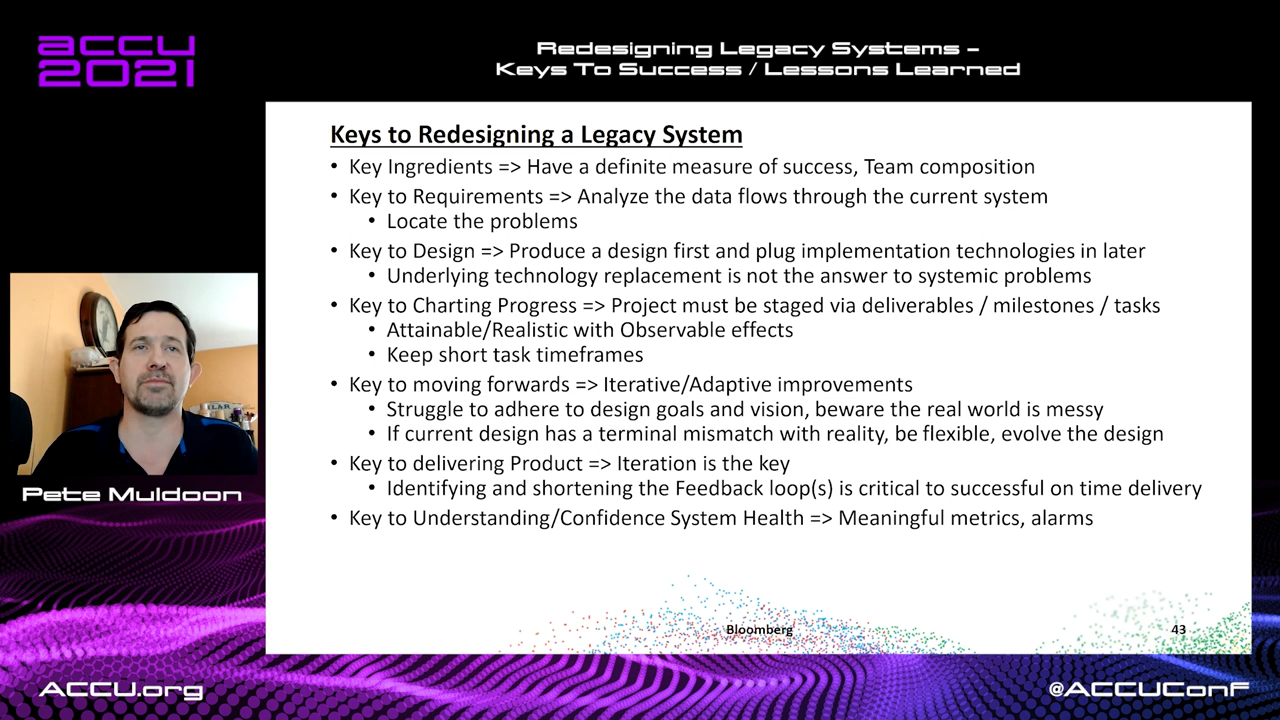 accu
2021
Redesigning Legacy Systems –
Keys To Success / Lessons Learned
Keys to Redesigning a Legacy System
• Key Ingredients => Have a definite measure of success, Team composition
• Key to Requirements => Analyze the data flows through the current system
• Locate the problems
• Key to Design => Produce a design first and plug implementation technologies in later
• Underlying technology replacement is not the answer to systemic problems
• Key to Charting Progress => Project must be staged via deliverables / milestones / tasks
• Attainable/Realistic with Observable effects
• Keep short task timeframes
• Key to moving forwards => Iterative/Adaptive improvements
• Struggle to adhere to design goals and vision, beware the real world is messy
• If current design has a terminal mismatch with reality, be flexible, evolve the design
• Key to delivering Product => Iteration is the key
• Identifying and shortening the Feedback loop(s) is critical to successful on time delivery
• Key to Understanding/Confidence System Health => Meaningful metrics, alarms
Pete Muldoon
Bloomberg
43
ACCU.org
@ACCUConf